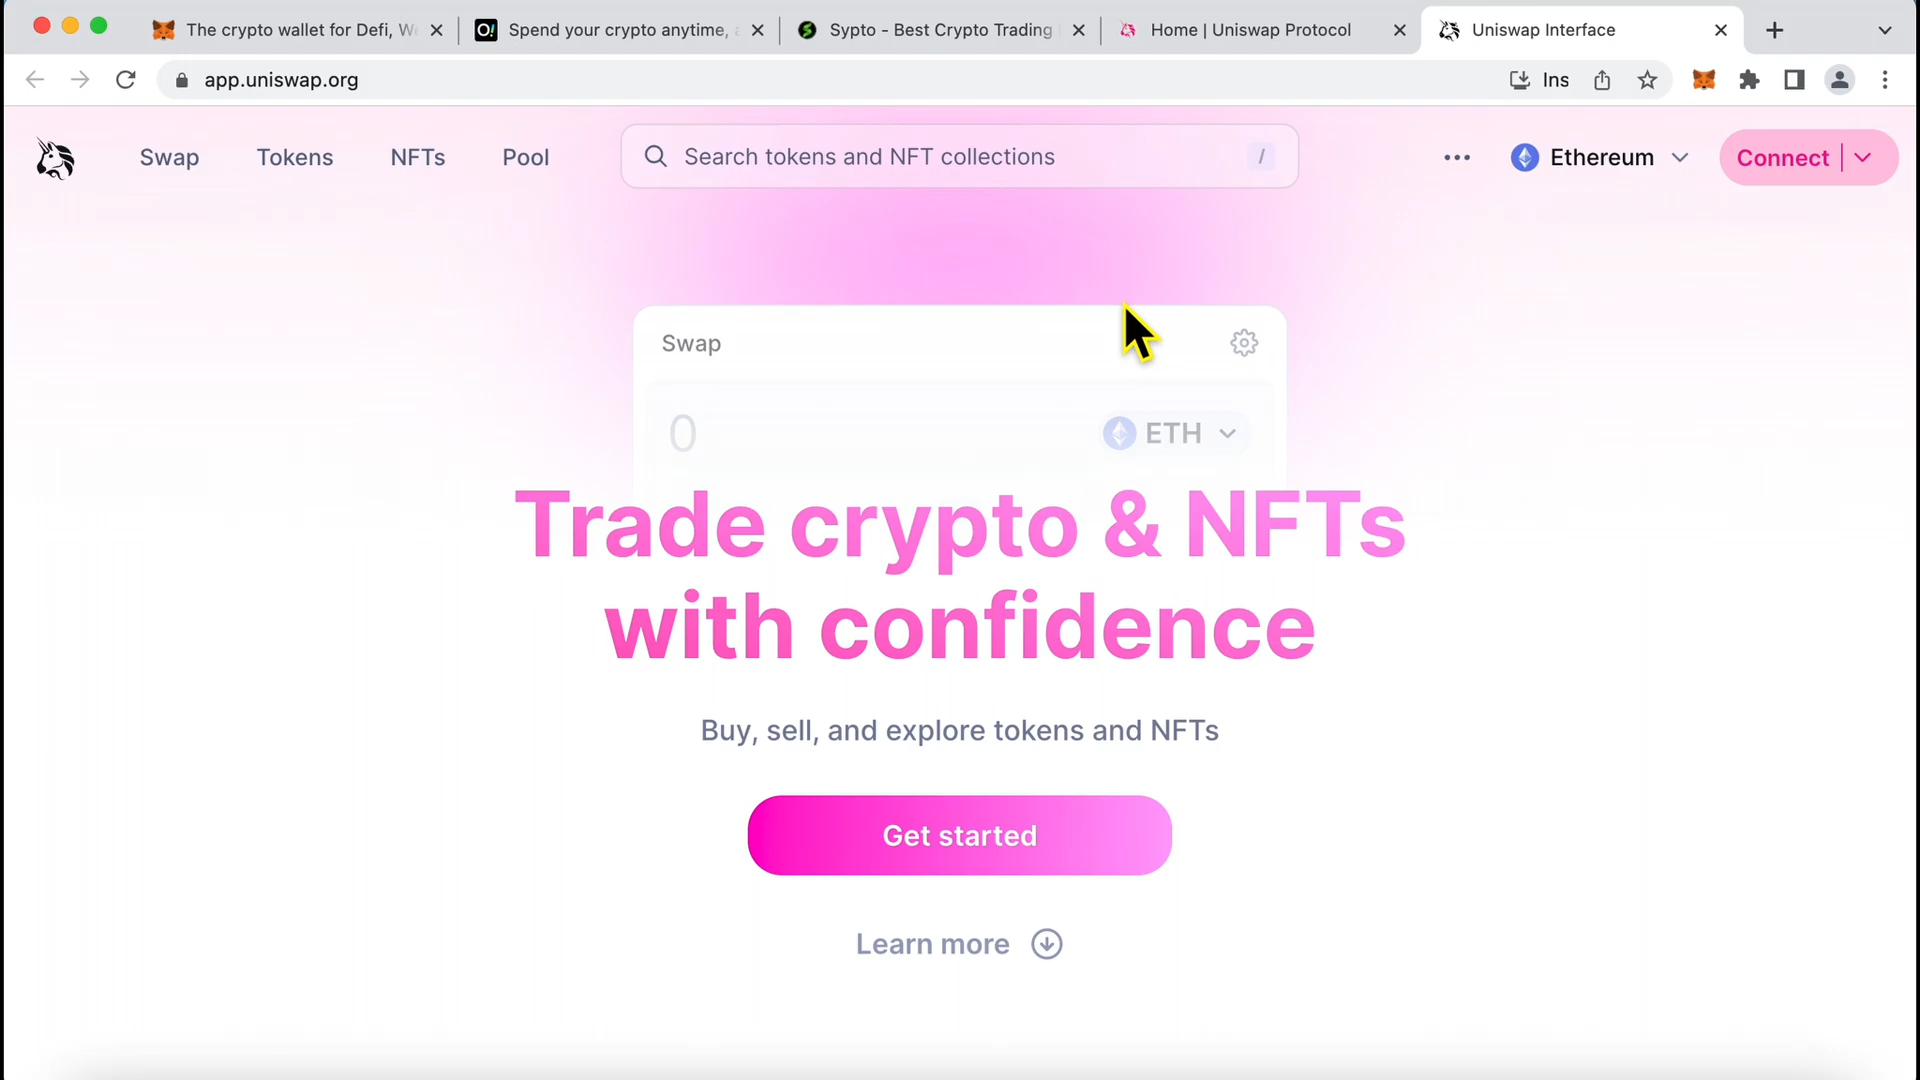 The crypto wallet for Defi, W
Spend your crypto anytime,
Sypto - Best Crypto Trading
Home | Uniswap Protocol
Uniswap Interface
app.uniswap.org
Ins
Swap
Tokens
NFTs
Pool
Search tokens and NFT collections
/
Ethereum
Connect
Swap
0
ETH
Trade crypto & NFTs
with confidence
Buy, sell, and explore tokens and NFTs
Get started
Learn more